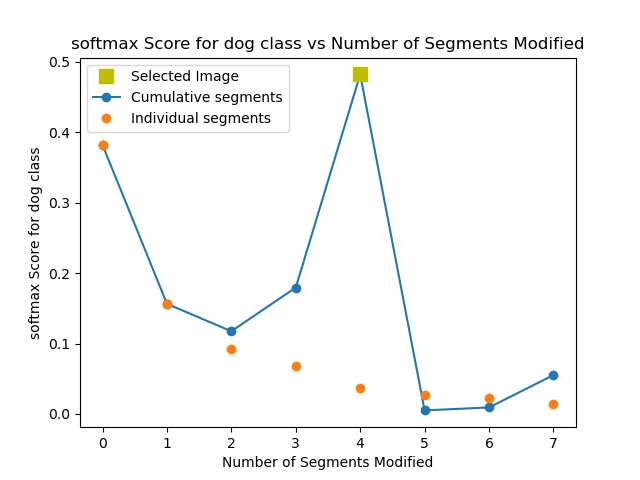 softmax Score for dog class vs Number of Segments Modified
Selected Image
Cumulative segments
Individual segments
softmax Score for dog class
0.5
0.4
0.3
0.2
0.1
0.0
0 1 2 3 4 5 6 7
Number of Segments Modified